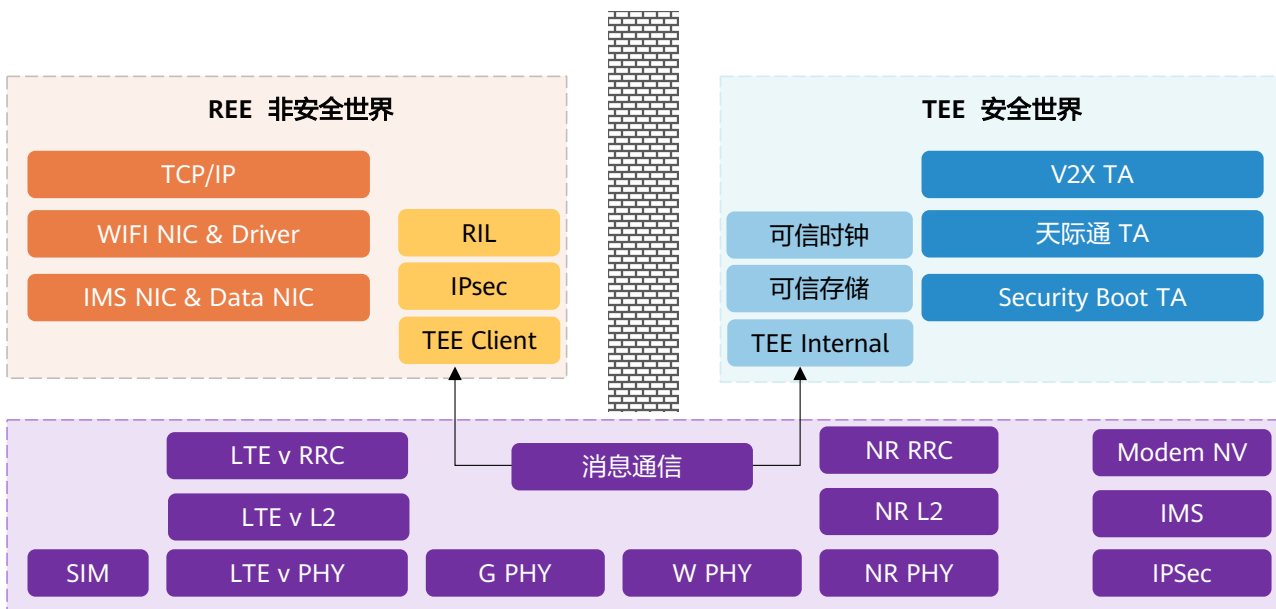 REE 非安全世界
TCP/IP
WIFI NIC & Driver
IMS NIC & Data NIC
RIL
IPsec
TEE Client
TEE 安全世界
可信时钟
可信存储
TEE Internal
V2X TA
天际通 TA
Security Boot TA
消息通信
LTE v RRC
LTE v L2
SIM
LTE v PHY
G PHY
W PHY
NR RRC
NR L2
NR PHY
Modem NV
IMS
IPSec